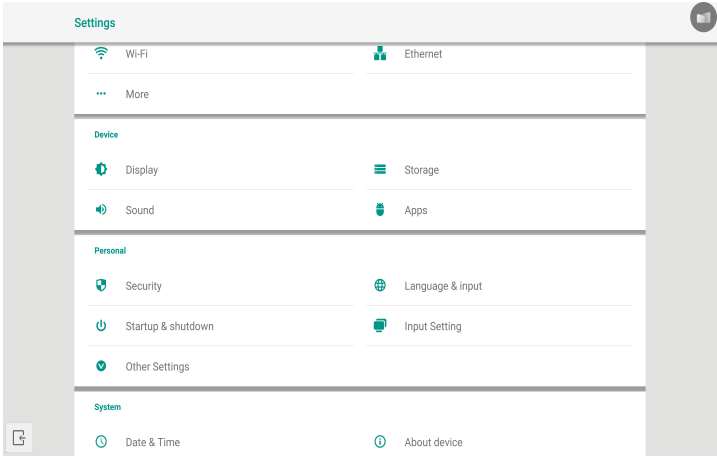 Settings
Wi-Fi
Ethernet
More
Device
Display
Storage
Sound
Apps
Personal
Security
Language & input
Startup & shutdown
Input Setting
Other Settings
System
Date & Time
About device